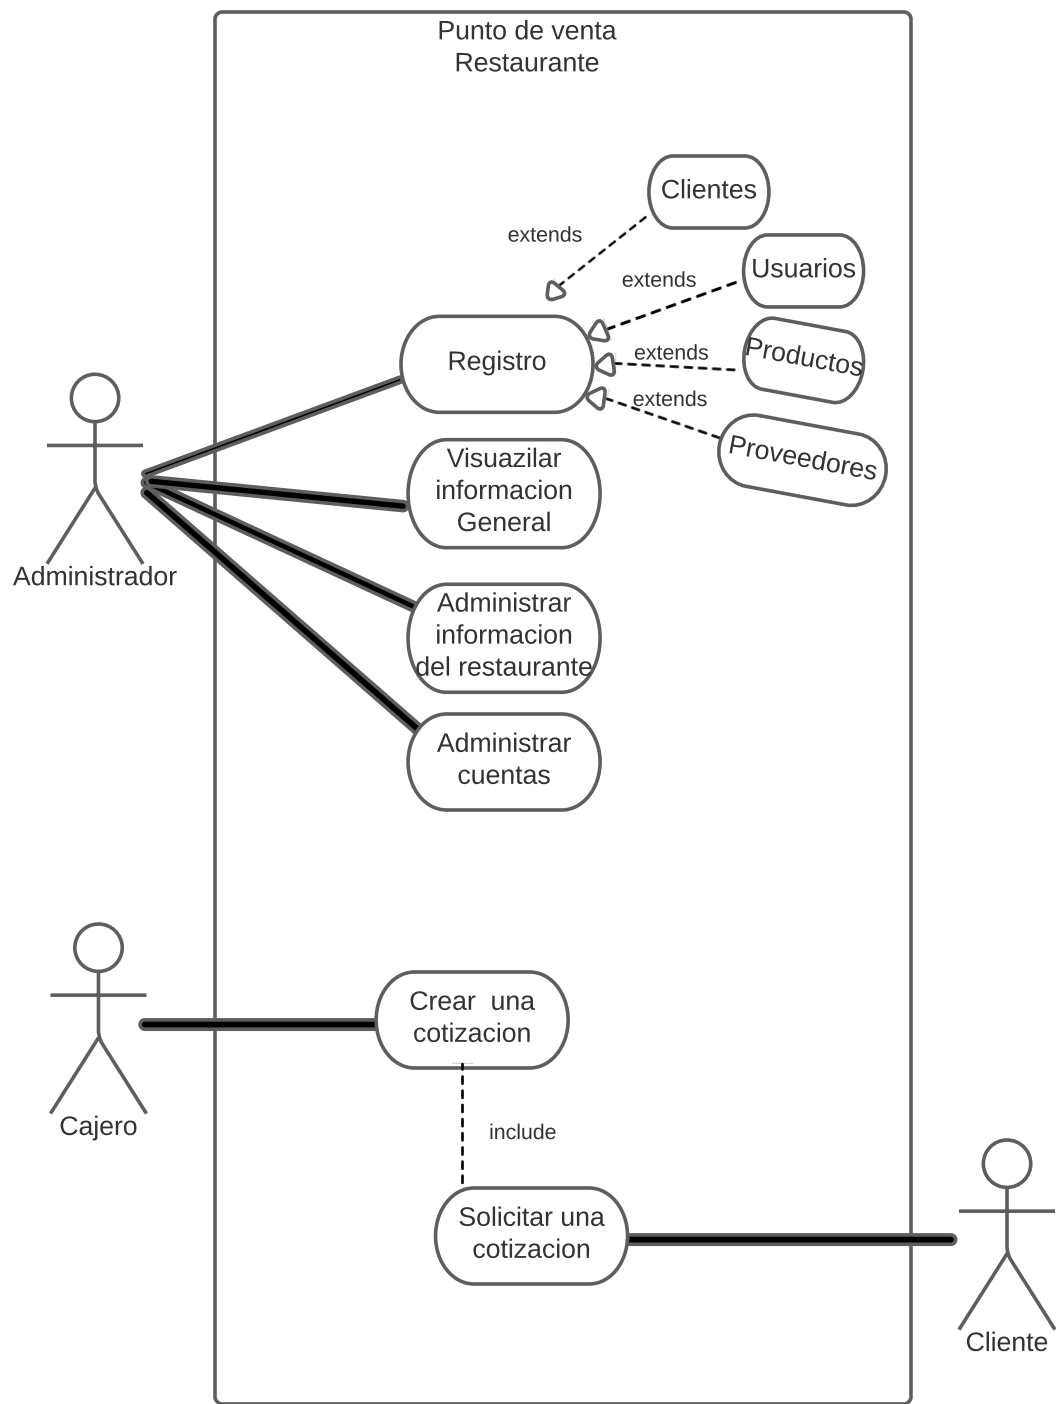 Punto de venta
Restaurante
Clientes
extends
Usuarios
extends
Productos
extends
Registro
extends
Proveedores
Visuazilar
informacion
General
Administrador
Administrar
informacion
del restaurante
Administrar
cuentas
Crear una
cotizacion
Cajero
include
Solicitar una
cotizacion
Cliente